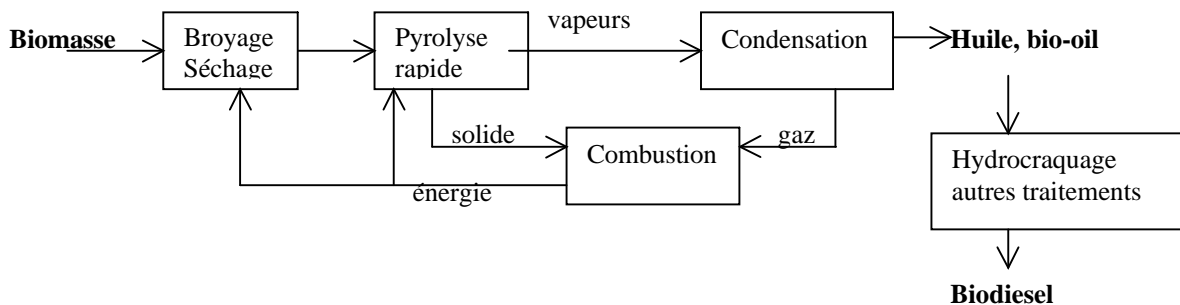 Biomasse
Broyage
Séchage
Pyrolyse
rapide
vapeurs
Condensation
Huile, bio-oil
solide
Combustion
gaz
énergie
Hydrocraquage
autres traitements
Biodiesel